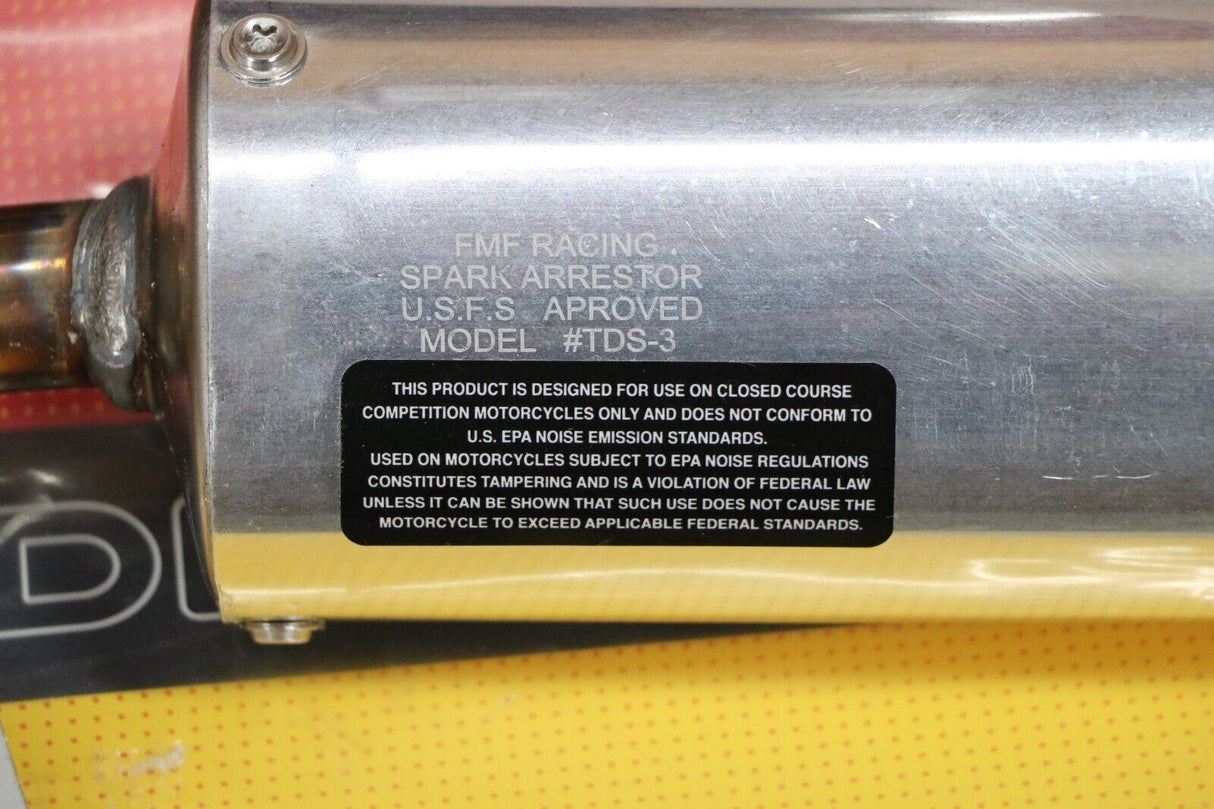 FMF RACING
SPARK ARRESTOR
U.S.F.S. APROVED
MODEL #TDS-3
THIS PRODUCT IS DESIGNED FOR USE ON CLOSED COURSE
COMPETITION MOTORCYCLES ONLY AND DOES NOT CONFORM TO
U.S. EPA NOISE EMISSION STANDARDS.
USED ON MOTORCYCLES SUBJECT TO EPA NOISE REGULATIONS
CONSTITUTES TAMPERING AND IS A VIOLATION OF FEDERAL LAW
UNLESS IT CAN BE SHOWN THAT SUCH USE DOES NOT CAUSE THE
MOTORCYCLE TO EXCEED APPLICABLE FEDERAL STANDARDS.